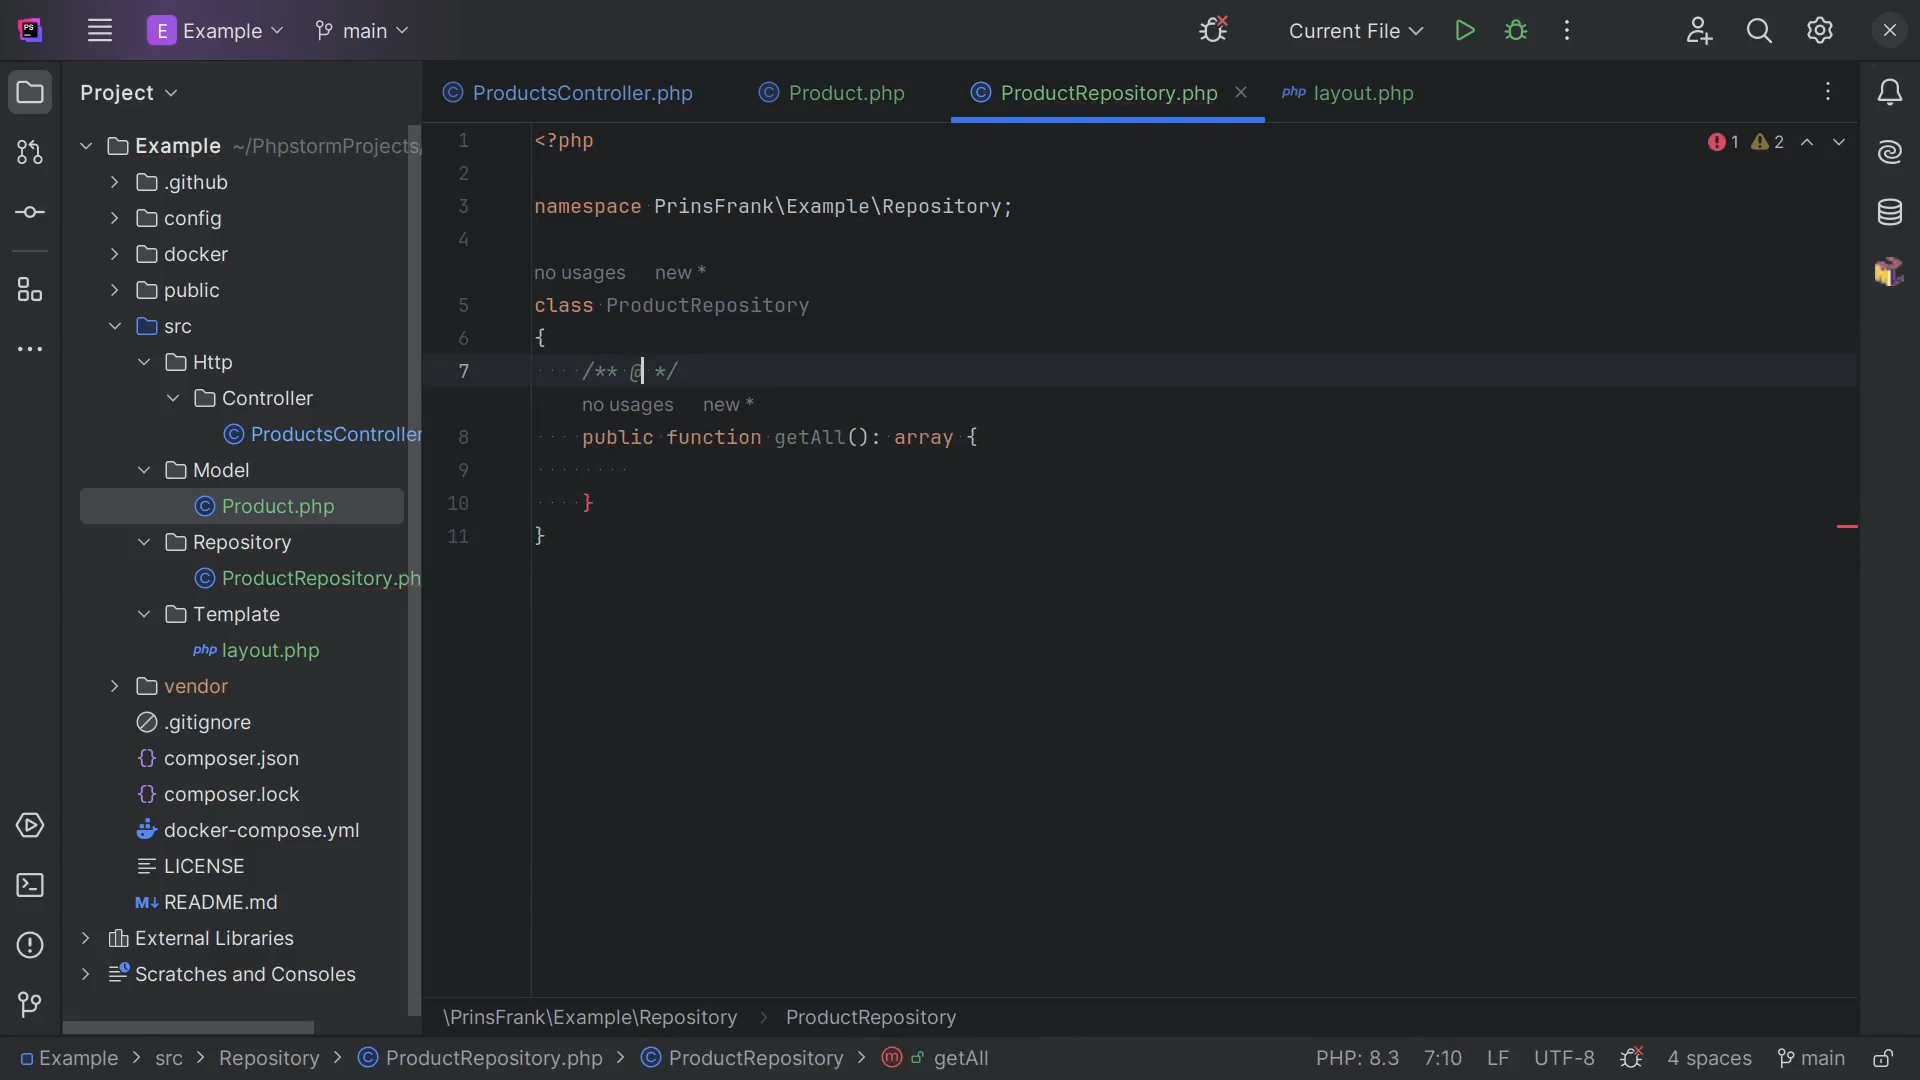 PS
E Example
main
Current File
Project
ProductsController.php
Product.php
ProductRepository.php
php layout.php
Example ~/PhpstormProjects/
.github
config
docker
public
src
Http
Controller
ProductsController
Model
Product.php
Repository
ProductRepository.ph
Template
php layout.php
vendor
.gitignore
composer.json
composer.lock
docker-compose.yml
LICENSE
M↓ README.md
External Libraries
Scratches and Consoles
1 <?php
1 2
2
3 namespace PrinsFrank\Example\Repository;
4
no usages new *
5 class ProductRepository
6 {
7 /** @ */
no usages new *
8 public function getAll(): array {
9
10 }
11 }
\PrinsFrank\Example\Repository > ProductRepository
Example > src > Repository > ProductRepository.php > ProductRepository > m getAll
PHP: 8.3 7:10 LF UTF-8 4 spaces main